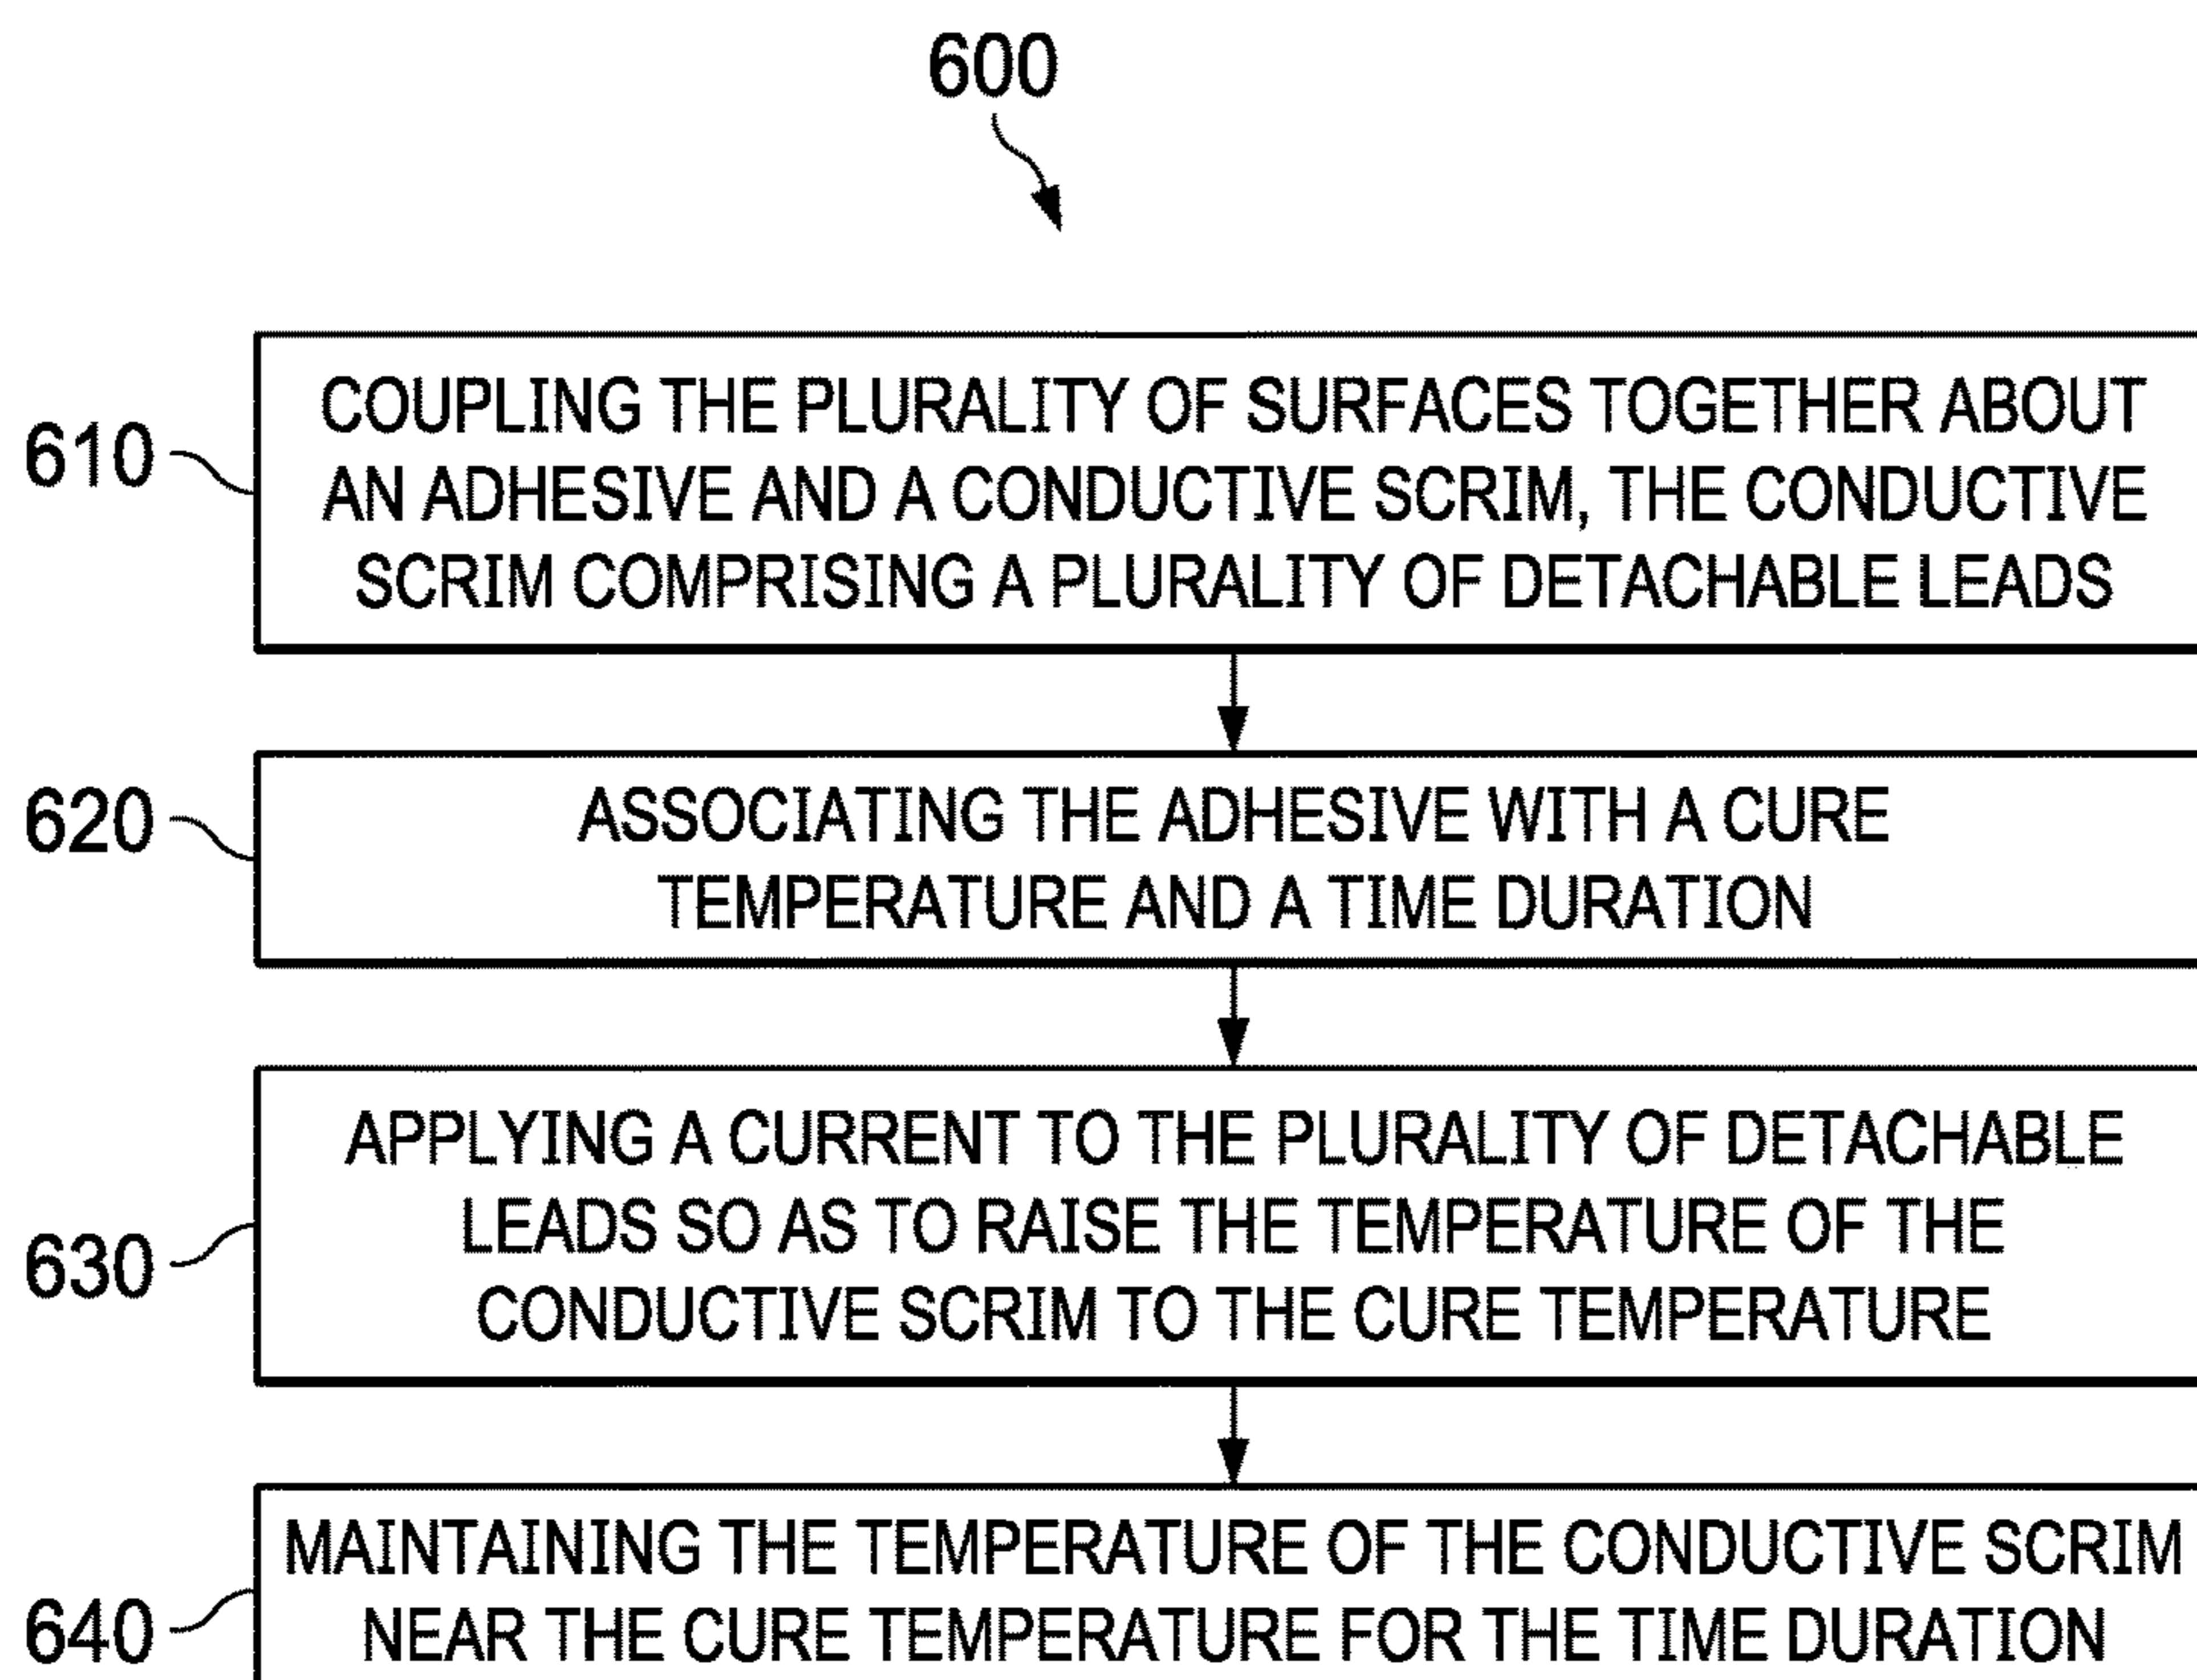 600
610
COUPLING THE PLURALITY OF SURFACES TOGETHER ABOUT
AN ADHESIVE AND A CONDUCTIVE SCRIM, THE CONDUCTIVE
SCRIM COMPRISING A PLURALITY OF DETACHABLE LEADS
620
ASSOCIATING THE ADHESIVE WITH A CURE
TEMPERATURE AND A TIME DURATION
630
APPLYING A CURRENT TO THE PLURALITY OF DETACHABLE
LEADS SO AS TO RAISE THE TEMPERATURE OF THE
CONDUCTIVE SCRIM TO THE CURE TEMPERATURE
640
MAINTAINING THE TEMPERATURE OF THE CONDUCTIVE SCRIM
NEAR THE CURE TEMPERATURE FOR THE TIME DURATION